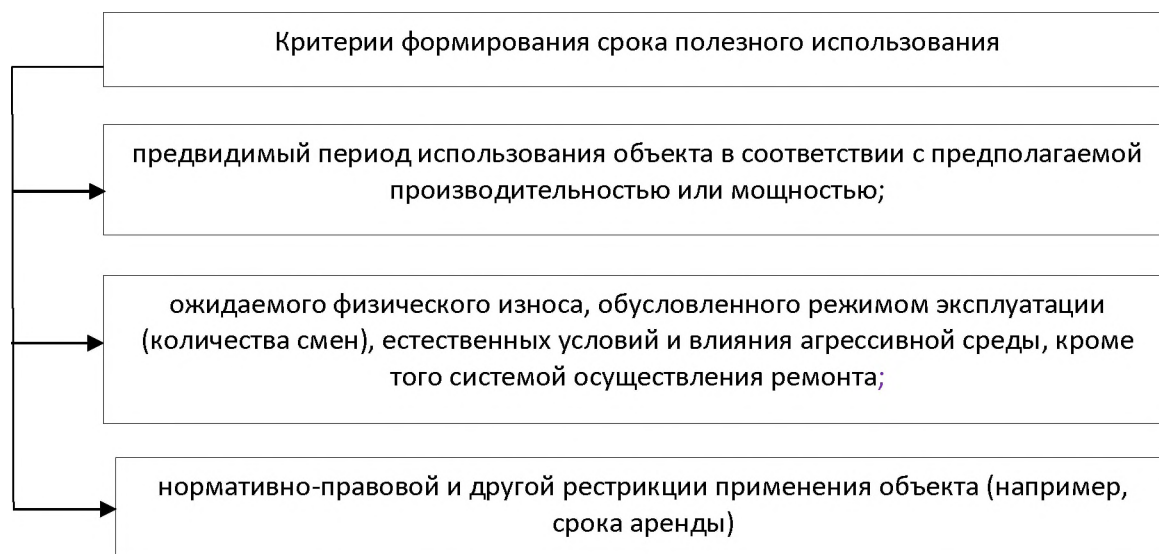 Критерии формирования срока полезного использования
предвидимый период использования объекта в соответствии с предполагаемой
производительностью или мощностью;
ожидаемого физического износа, обусловленного режимом эксплуатации
(количества смен), естественных условий и влияния агрессивной среды, кроме
того системой осуществления ремонта;
нормативно-правовой и другой рестрикции применения объекта (например,
срока аренды)